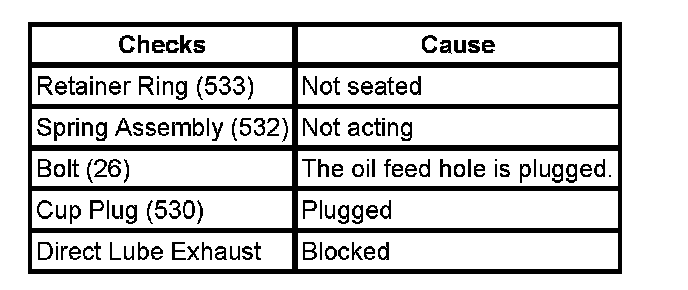 Checks Cause
Retainer Ring (533) Not seated
Spring Assembly (532) Not acting
Bolt (26) The oil feed hole is plugged.
Cup Plug (530) Plugged
Direct Lube Exhaust Blocked